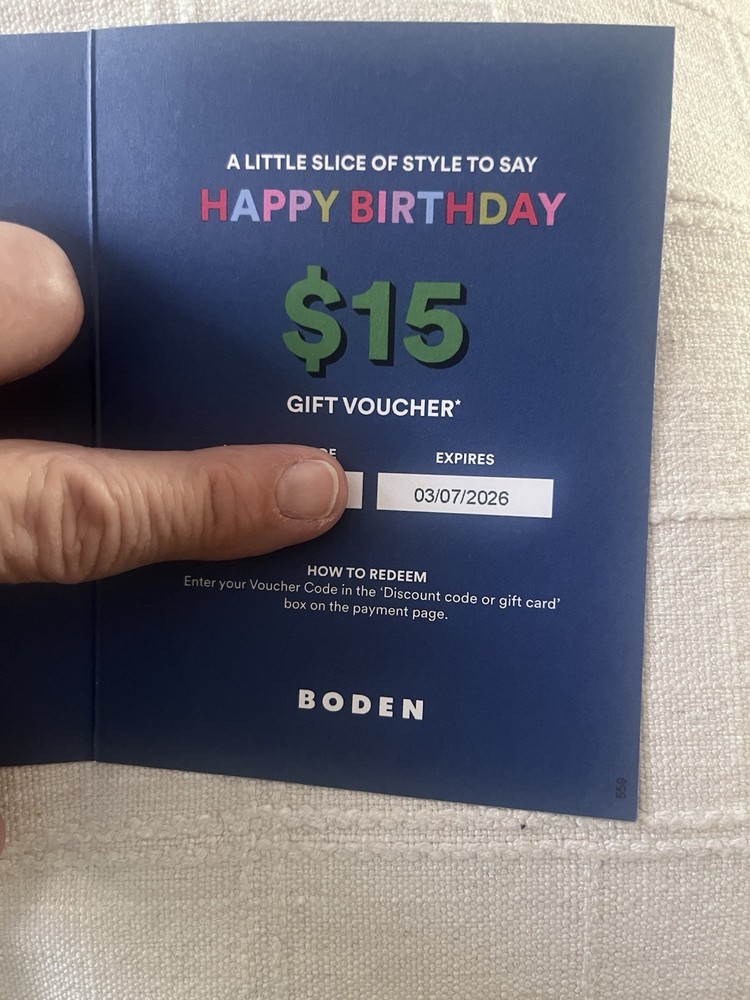 A LITTLE SLICE OF STYLE TO SAY
HAPPY BIRTHDAY
$15
GIFT VOUCHER*
EXPIRES
03/07/2026
HOW TO REDEEM
Enter your Voucher Code in the 'Discount code or gift card'
box on the payment page.
BODEN
559